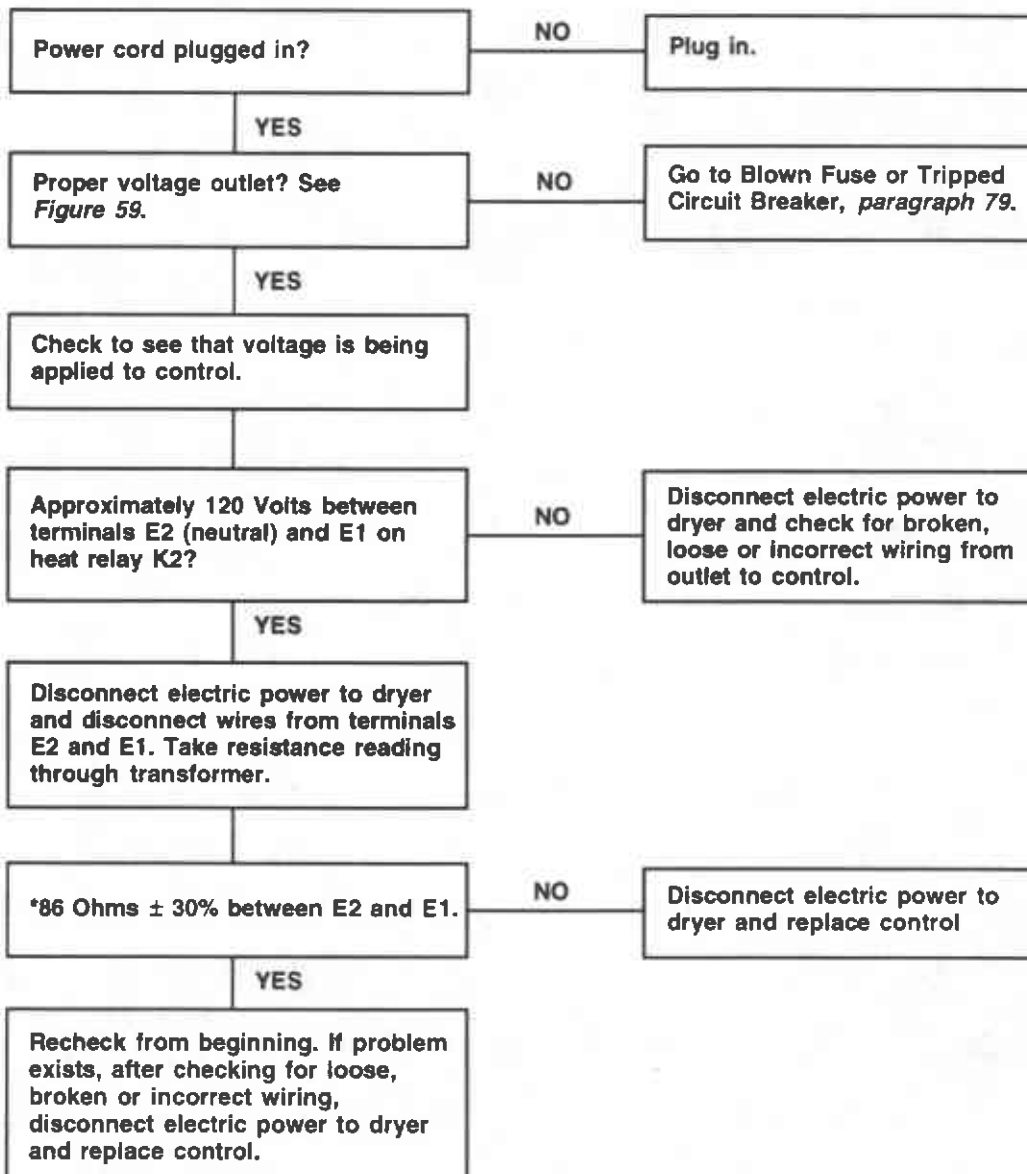 Power cord plugged in?
NO
Plug in.
YES
Proper voltage outlet? See
Figure 59.
NO
Go to Blown Fuse or Tripped
Circuit Breaker, paragraph 79.
YES
Check to see that voltage is being
applied to control.
Approximately 120 Volts between
terminals E2 (neutral) and E1 on
heat relay K2?
NO
Disconnect electric power to
dryer and check for broken,
loose or incorrect wiring from
outlet to control.
YES
Disconnect electric power to dryer
and disconnect wires from terminals
E2 and E1. Take resistance reading
through transformer.
*86 Ohms ± 30% between E2 and E1.
NO
Disconnect electric power to
dryer and replace control
YES
Recheck from beginning. If problem
exists, after checking for loose,
broken or incorrect wiring,
disconnect electric power to dryer
and replace control.